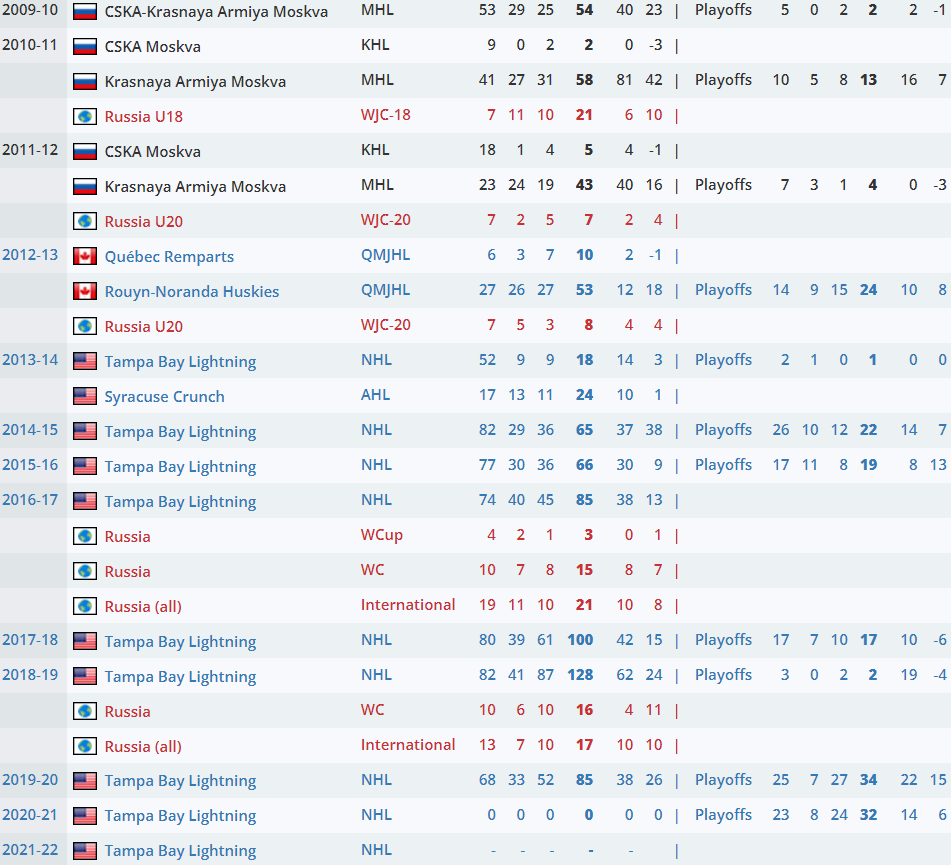 2009-10 CSKA-Krasnaya Armiya Moskva MHL 53 29 25 54 40 23 | Playoffs 5 0 2 2 2 -1
2010-11 CSKA Moskva KHL 9 0 2 2 0 -3 |
Krasnaya Armiya Moskva MHL 41 27 31 58 81 42 | Playoffs 10 5 8 13 16 7
Russia U18 WJC-18 7 11 10 21 6 10 |
2011-12 CSKA Moskva KHL 18 1 4 5 4 -1 |
Krasnaya Armiya Moskva MHL 23 24 19 43 40 16 | Playoffs 7 3 1 4 0 -3
Russia U20 WJC-20 7 2 5 7 2 4 |
2012-13 Québec Remparts QMJHL 6 3 7 10 2 -1 |
Rouyn-Noranda Huskies QMJHL 27 26 27 53 12 18 | Playoffs 14 9 15 24 10 8
Russia U20 WJC-20 7 5 3 8 4 4 |
2013-14 Tampa Bay Lightning NHL 52 9 9 18 14 3 | Playoffs 2 1 0 1 0 0
Syracuse Crunch AHL 17 13 11 24 10 1 |
2014-15 Tampa Bay Lightning NHL 82 29 36 65 37 38 | Playoffs 26 10 12 22 14 7
2015-16 Tampa Bay Lightning NHL 77 30 36 66 30 9 | Playoffs 17 11 8 19 8 13
2016-17 Tampa Bay Lightning NHL 74 40 45 85 38 13 |
Russia WCup 4 2 1 3 0 1 |
Russia WC 10 7 8 15 8 7 |
Russia (all) International 19 11 10 21 10 8 |
2017-18 Tampa Bay Lightning NHL 80 39 61 100 42 15 | Playoffs 17 7 10 17 10 -6
2018-19 Tampa Bay Lightning NHL 82 41 87 128 62 24 | Playoffs 3 0 2 2 19 -4
Russia WC 10 6 10 16 4 11 |
Russia (all) International 13 7 10 17 10 10 |
2019-20 Tampa Bay Lightning NHL 68 33 52 85 38 26 | Playoffs 25 7 27 34 22 15
2020-21 Tampa Bay Lightning NHL 0 0 0 0 0 0 | Playoffs 23 8 24 32 14 6
2021-22 Tampa Bay Lightning NHL - - - - - |